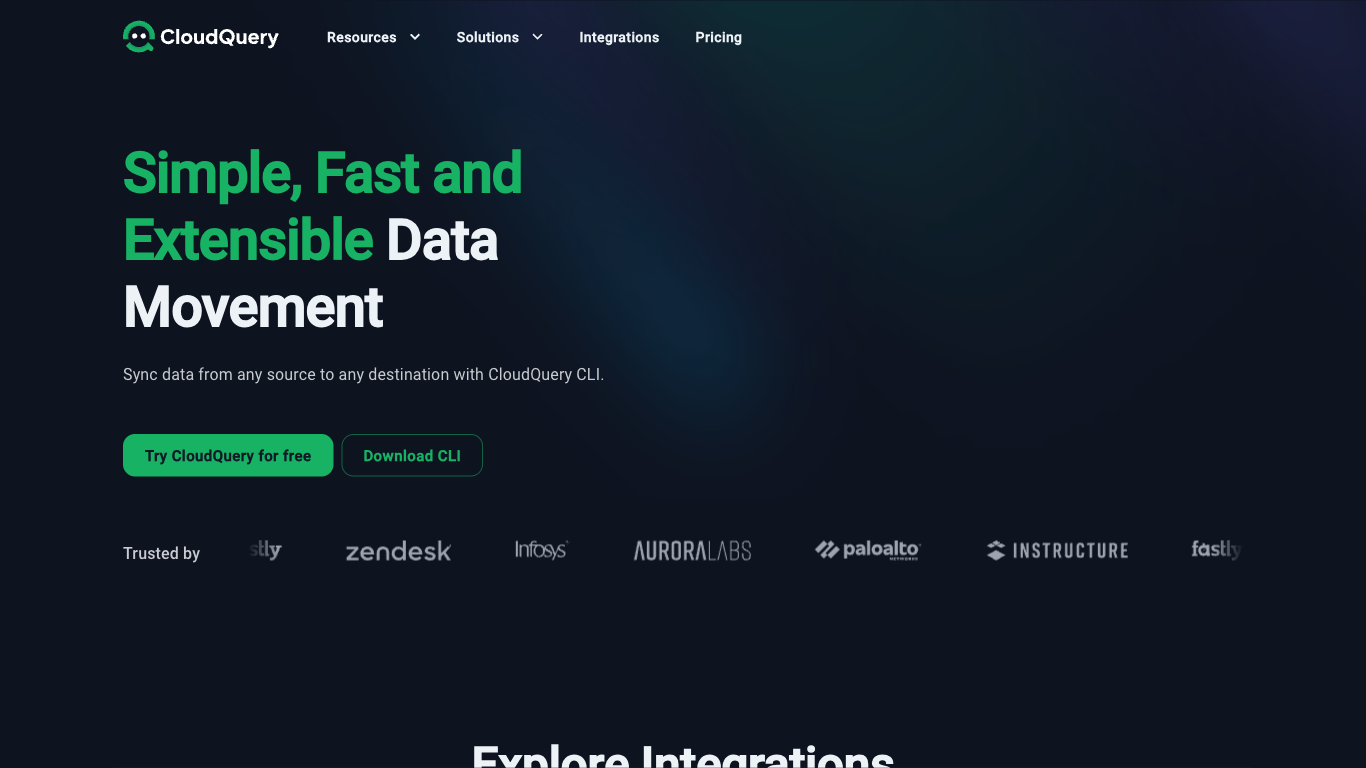 CloudQuery
Resources
Solutions
Integrations
Pricing
Simple, Fast and
Extensible Data
Movement
Sync data from any source to any destination with CloudQuery CLI.
Try CloudQuery for free
Download CLI
Trusted by
stly
zendesk
Infosys
AURORALABS
paloalto
NETWORKS
INSTRUCTURE
fastly
Explore Integrations